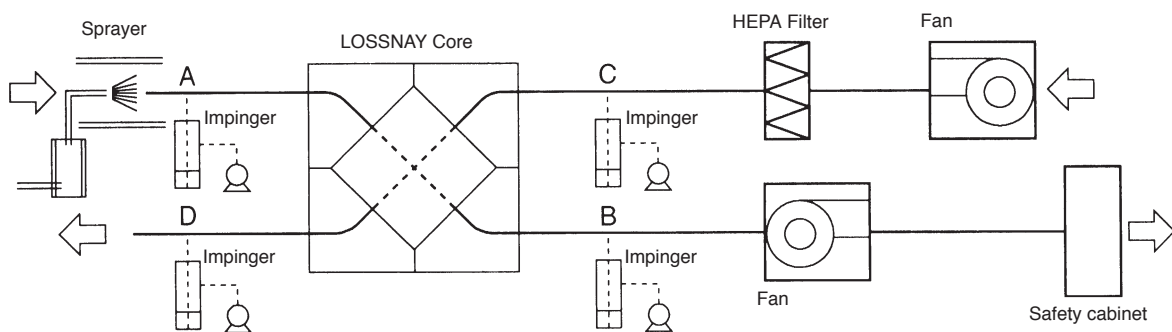 Sprayer
LOSSNAY Core
HEPA Filter
Fan
A
C
Impinger
Impinger
D
B
Impinger
Impinger
Fan
Safety cabinet